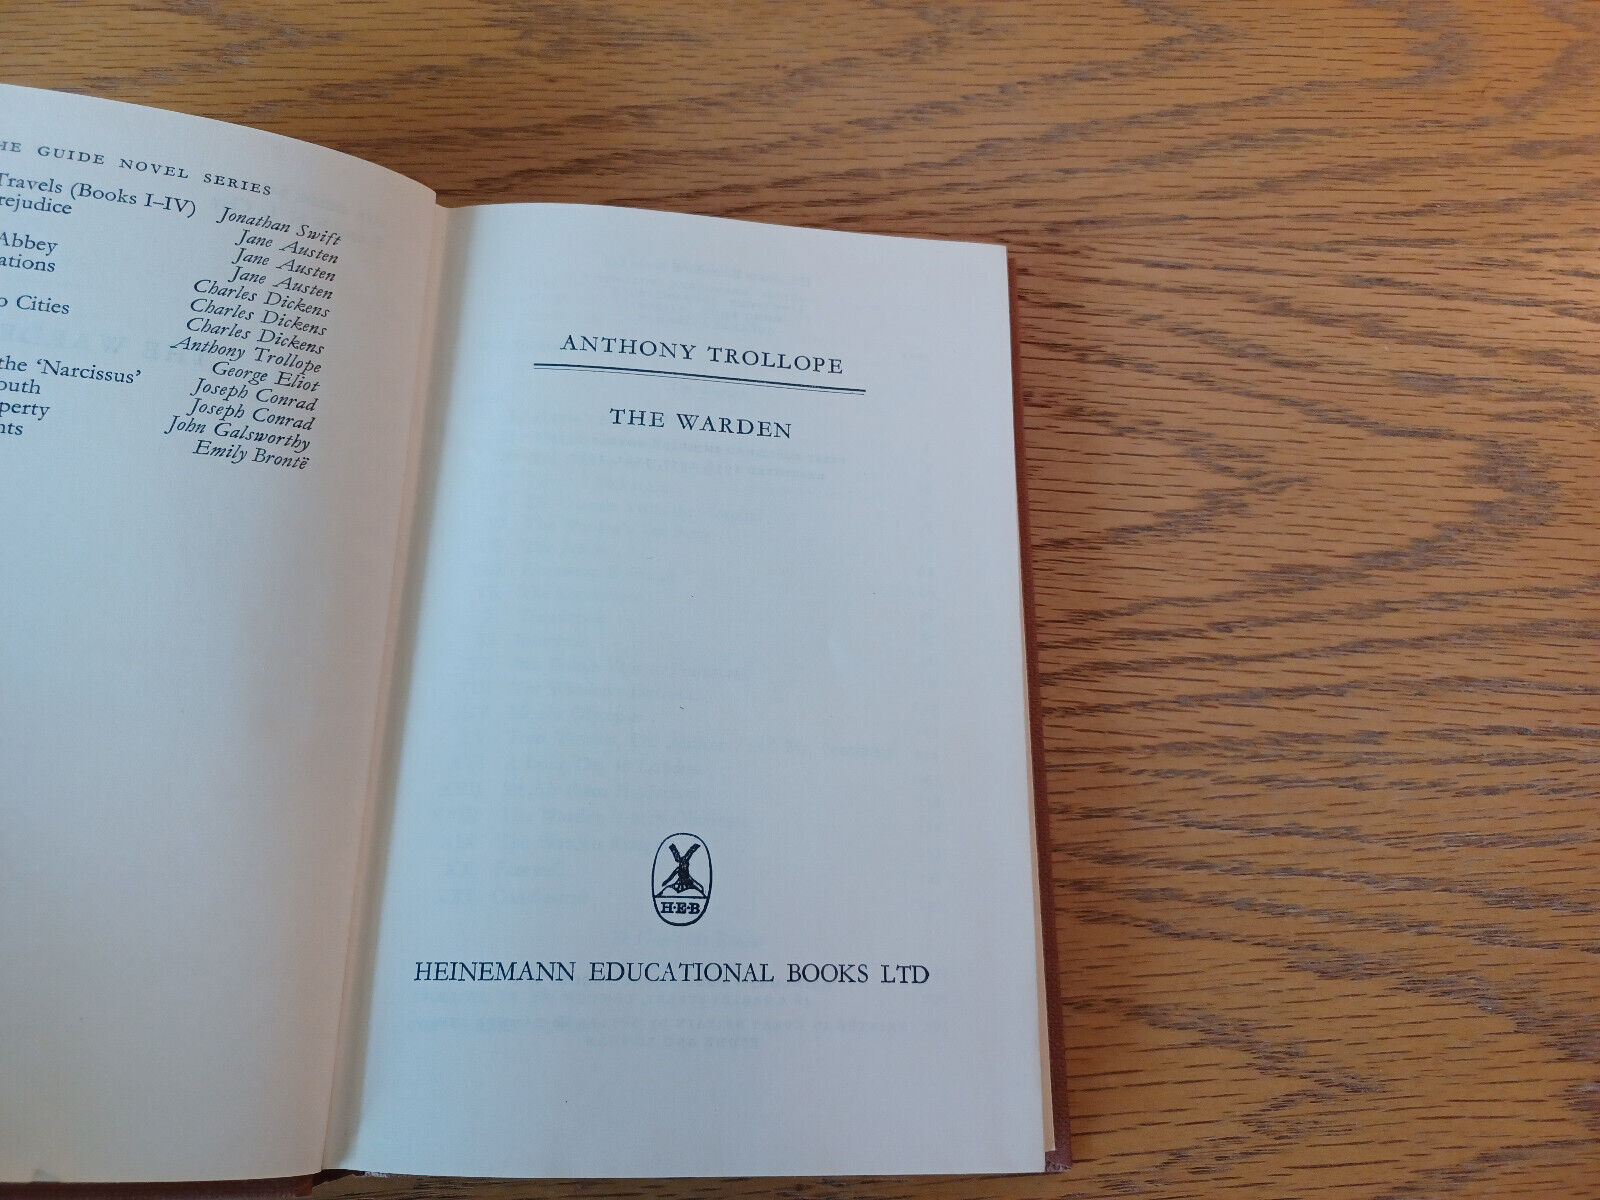 HE GUIDE NOVEL SERIES
Travels (Books I–IV) Jonathan Swift
rejudice Jane Austen
Jane Austen
Abbey Jane Austen
ations Charles Dickens
Charles Dickens
o Cities Charles Dickens
Anthony Trollope
George Eliot
the ‘Narcissus’ Joseph Conrad
outh Joseph Conrad
perty John Galsworthy
hts Emily Brontë
ANTHONY TROLLOPE
THE WARDEN
H·E·B
HEINEMANN EDUCATIONAL BOOKS LTD